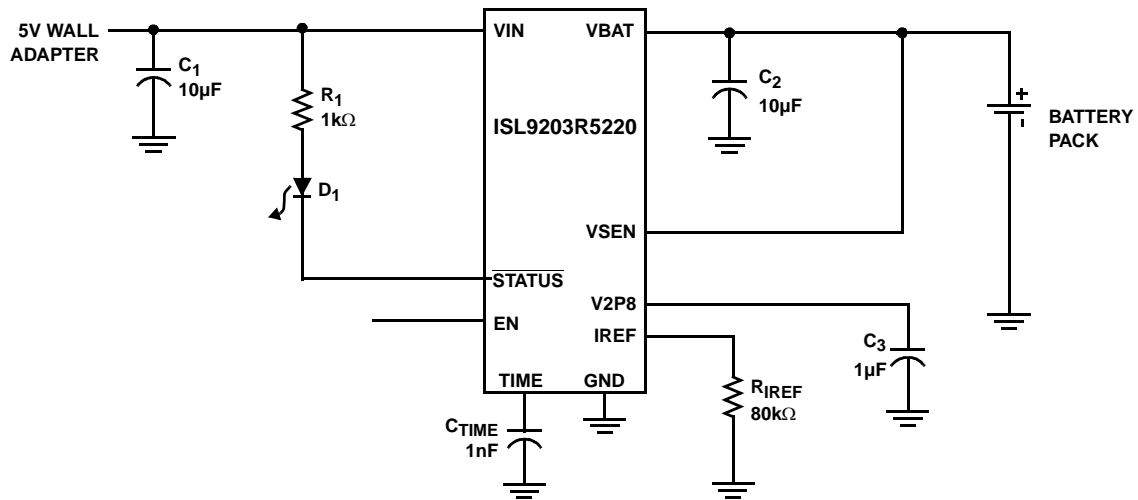 5V WALL
ADAPTER
C1
10µF
R1
1kΩ
D1
VIN
VBAT
ISL9203R5220
VSEN
STATUS
V2P8
EN
IREF
TIME
GND
CTIME
1nF
C2
10µF
+
-
BATTERY
PACK
C3
1µF
RIREF
80kΩ